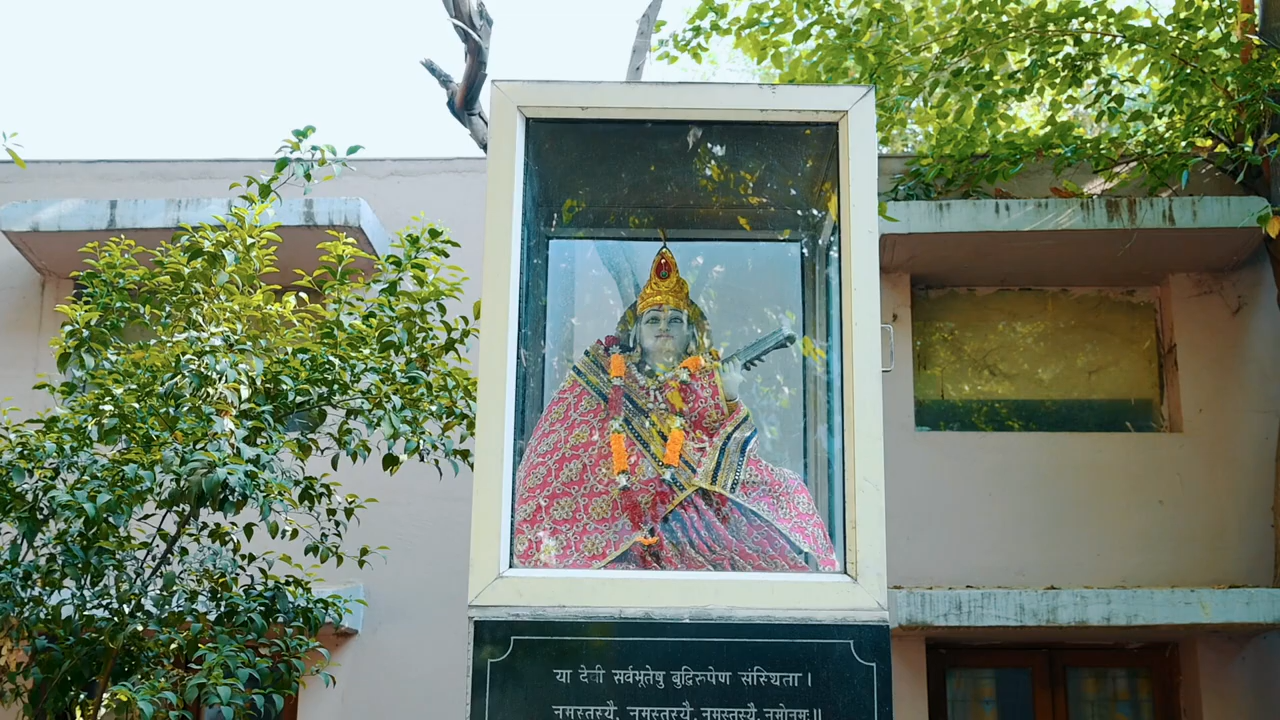 या देवी सर्वभूतेषु बुद्विरूपेण संस्थिता।
नमस्तस्यै, नमस्तस्यै, नमस्तस्यै, नमोनमः॥